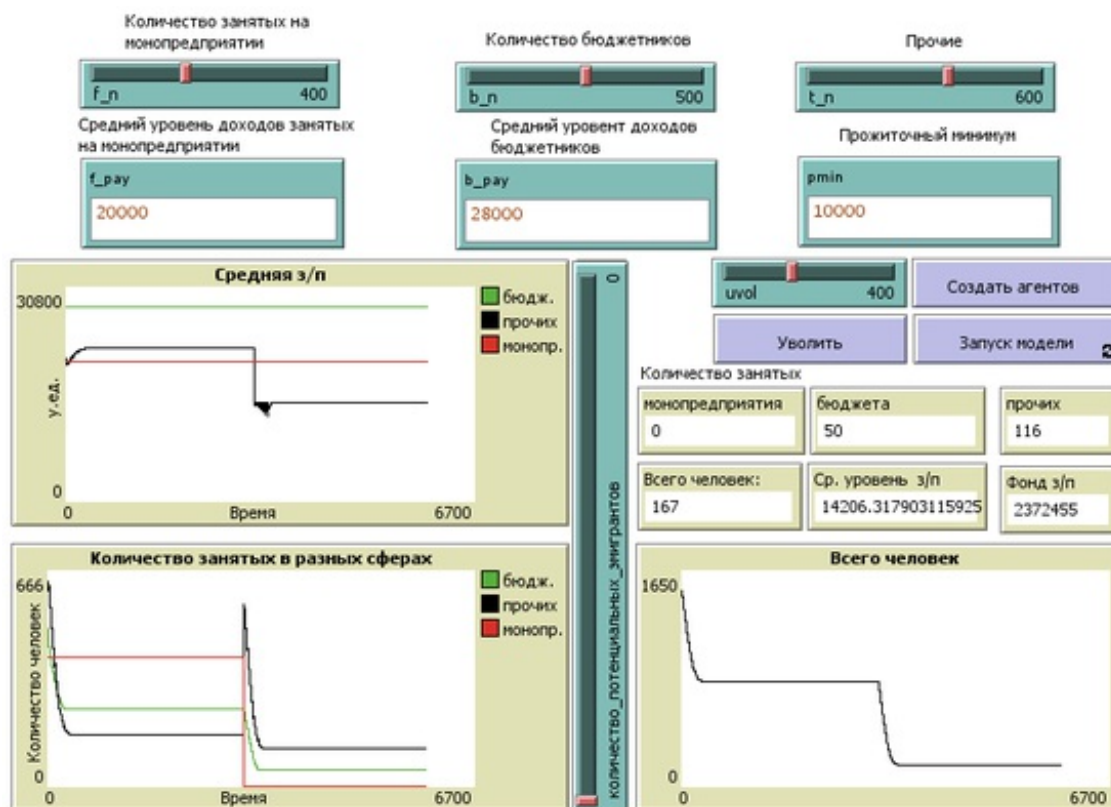 Количество занятых на
монопредприятии
Количество бюджетников
Прочие
f_n 400
b_n 500
t_n 600
Средний уровень доходов занятых
на монопредприятии
Средний уровент доходов
бюджетников
Прожиточный минимум
f_pay
20000
b_pay
28000
pmin
10000
Средняя з/п
30800
у.ед.
0
0
Время
6700
бюдж.
прочих
монопр.
0
количество_потенциальных_эмигрантов
uvol 400
Создать агентов
Уволить
Запуск модели
Количество занятых
монопредприятия
0
бюджета
50
прочих
116
Всего человек:
167
Ср. уровень з/п
14206.317903115925
Фонд з/п
2372455
Количество занятых в разных сферах
666
Количество человек
0
0
Время
6700
бюдж.
прочих
монопр.
Всего человек
1650
0
0
6700